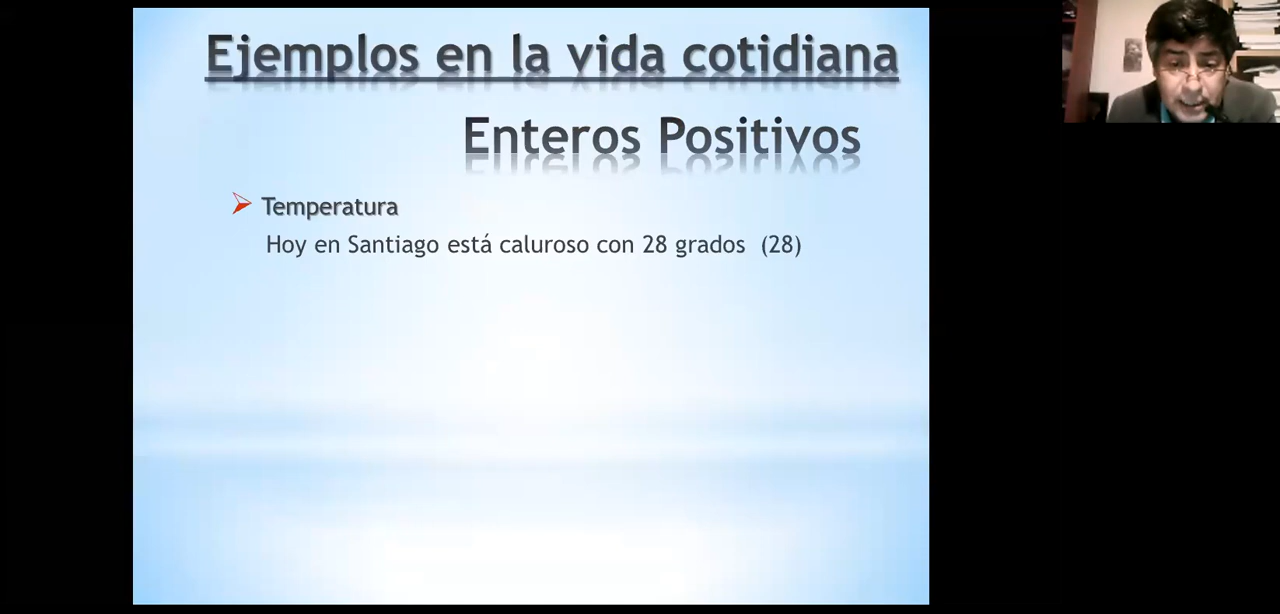 Ejemplos en la vida cotidiana
Enteros Positivos
Temperatura
Hoy en Santiago está caluroso con 28 grados (28)